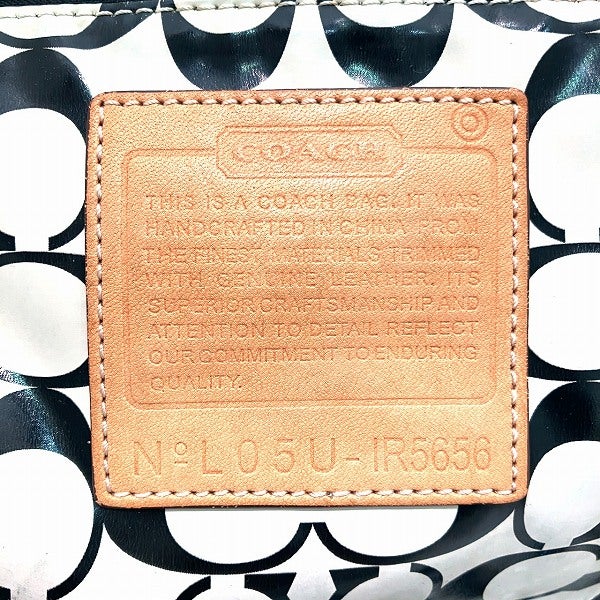 COACH
THIS IS A COACH BAG. IT WAS
HANDCRAFTED IN CHINA FROM
THE FINEST MATERIALS TRIMMED
WITH GENUINE LEATHER. ITS
SUPERIOR CRAFTSMANSHIP AND
ATTENTION TO DETAIL REFLECT
OUR COMMITMENT TO ENDURING
QUALITY.
Nº L05U-IR5656